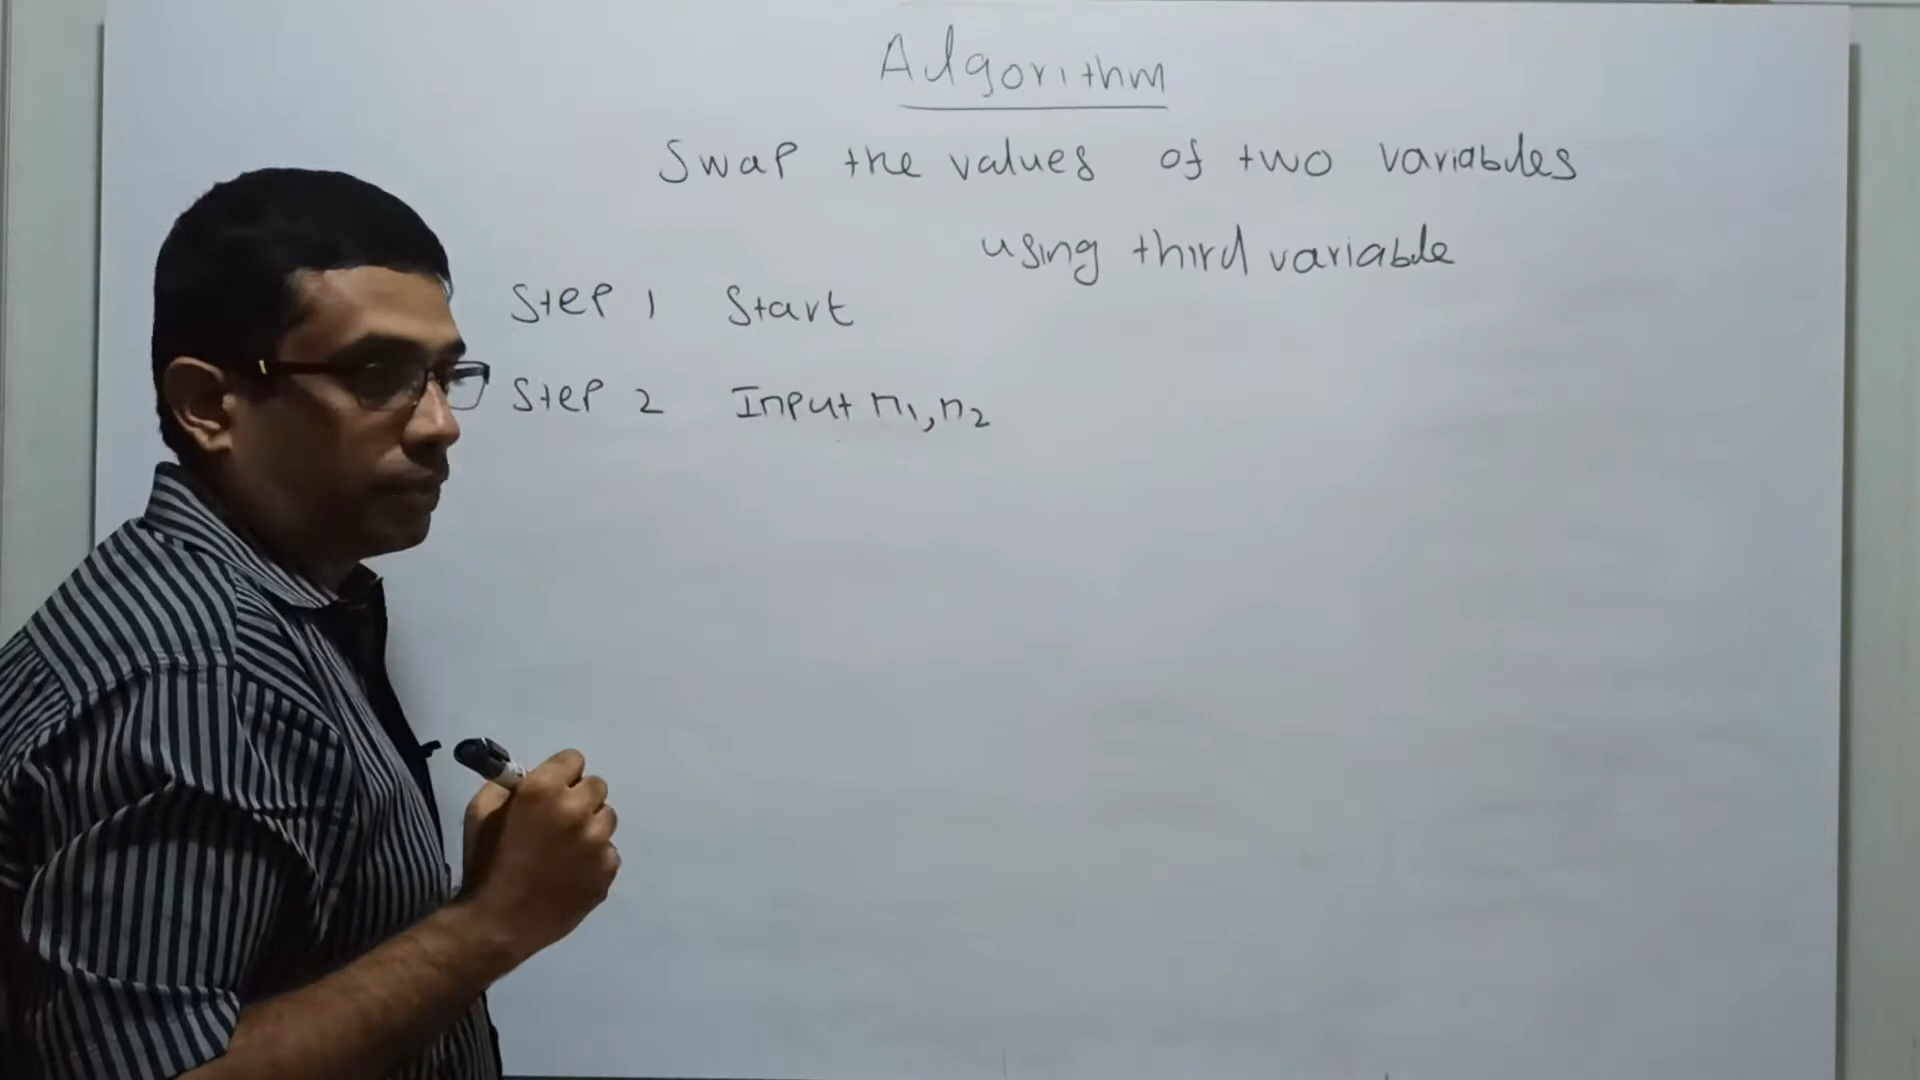 Algorithm
Swap the values of two variables
using third variable
Step 1 Start
Step 2 Input n1,n2